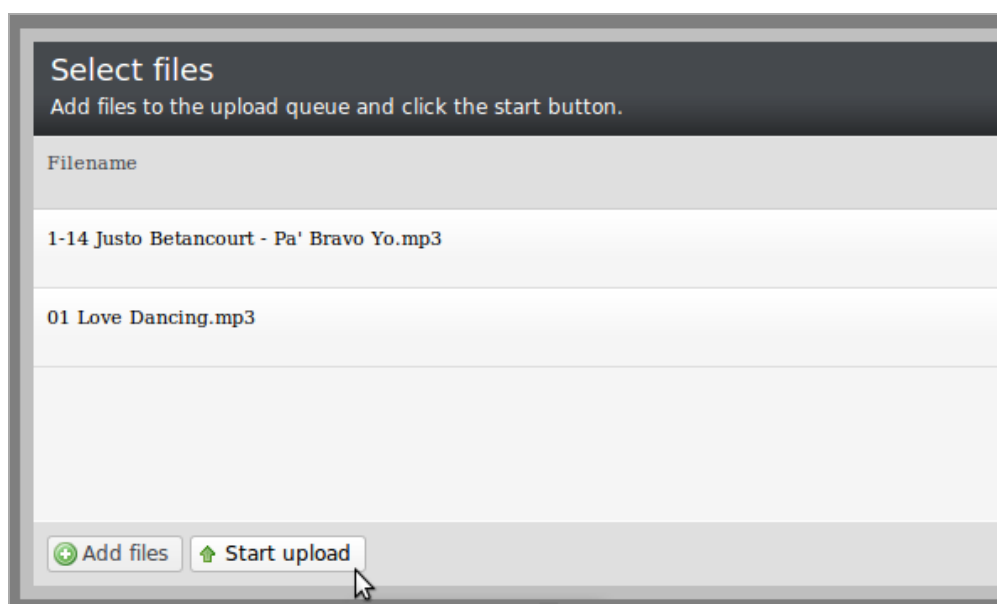 Select files
Add files to the upload queue and click the start button.
Filename
1-14 Justo Betancourt - Pa' Bravo Yo.mp3
01 Love Dancing.mp3
Add files Start upload